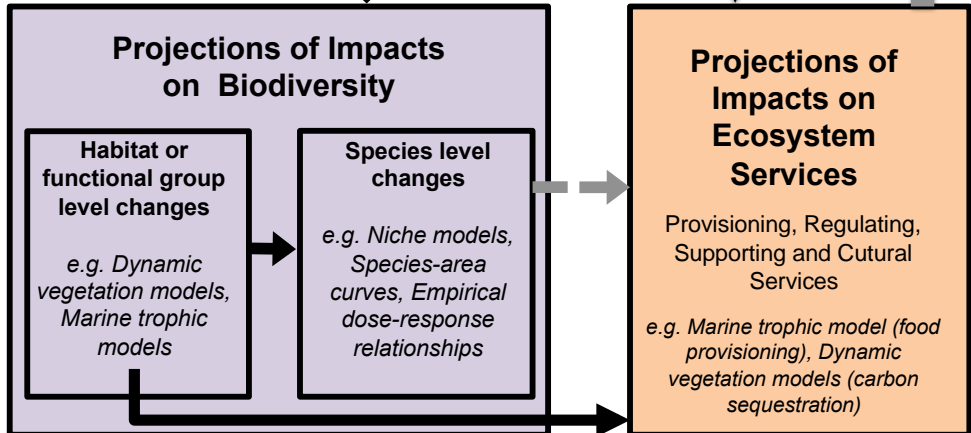 Projections of Impacts
on Biodiversity
Habitat or
functional group
level changes
e.g. Dynamic
vegetation models,
Marine trophic
models
Species level
changes
e.g. Niche models,
Species-area
curves, Empirical
dose-response
relationships
Projections of
Impacts on
Ecosystem
Services
Provisioning, Regulating,
Supporting and Cutural
Services
e.g. Marine trophic model (food
provisioning), Dynamic
vegetation models (carbon
sequestration)